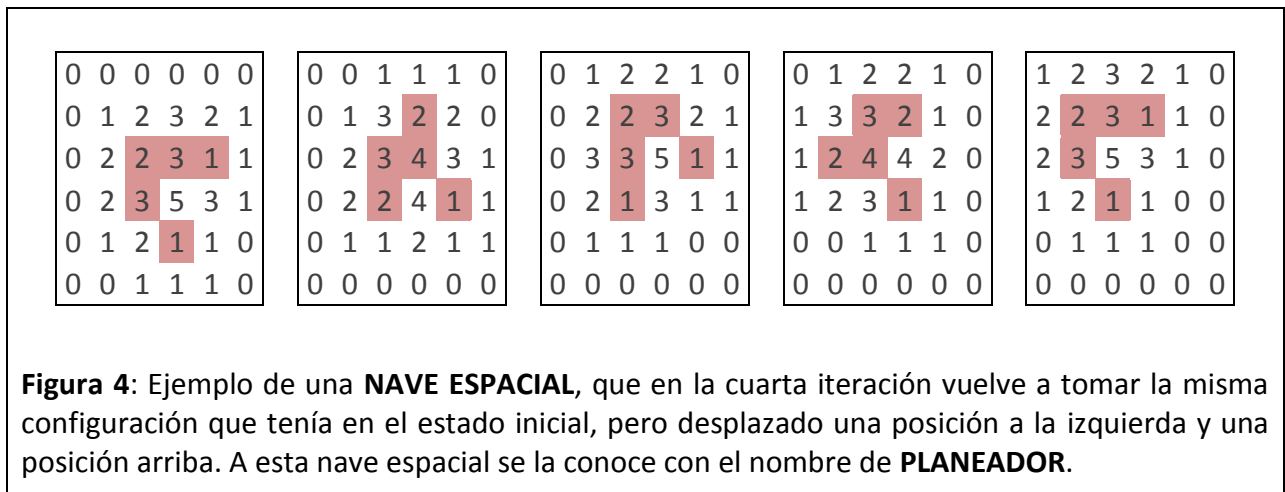 0 0 0 0 0 0
0 1 2 3 2 1
0 2 2 3 1 1
0 2 3 5 3 1
0 1 2 1 1 0
0 0 1 1 1 0
0 0 1 1 1 0
0 1 3 2 2 0
0 2 3 4 3 1
0 2 2 4 1 1
0 1 1 2 1 1
0 0 0 0 0 0
0 1 2 2 1 0
0 2 2 3 2 1
0 3 3 5 1 1
0 2 1 3 1 1
0 1 1 1 0 0
0 0 0 0 0 0
0 1 2 2 1 0
1 3 3 2 1 0
1 2 4 4 2 0
1 2 3 1 1 0
0 0 1 1 1 0
0 0 0 0 0 0
1 2 3 2 1 0
2 2 3 1 1 0
2 3 5 3 1 0
1 2 1 1 0 0
0 1 1 1 0 0
0 0 0 0 0 0
Figura 4: Ejemplo de una NAVE ESPACIAL, que en la cuarta iteración vuelve a tomar la misma
configuración que tenía en el estado inicial, pero desplazado una posición a la izquierda y una
posición arriba. A esta nave espacial se la conoce con el nombre de PLANEADOR.